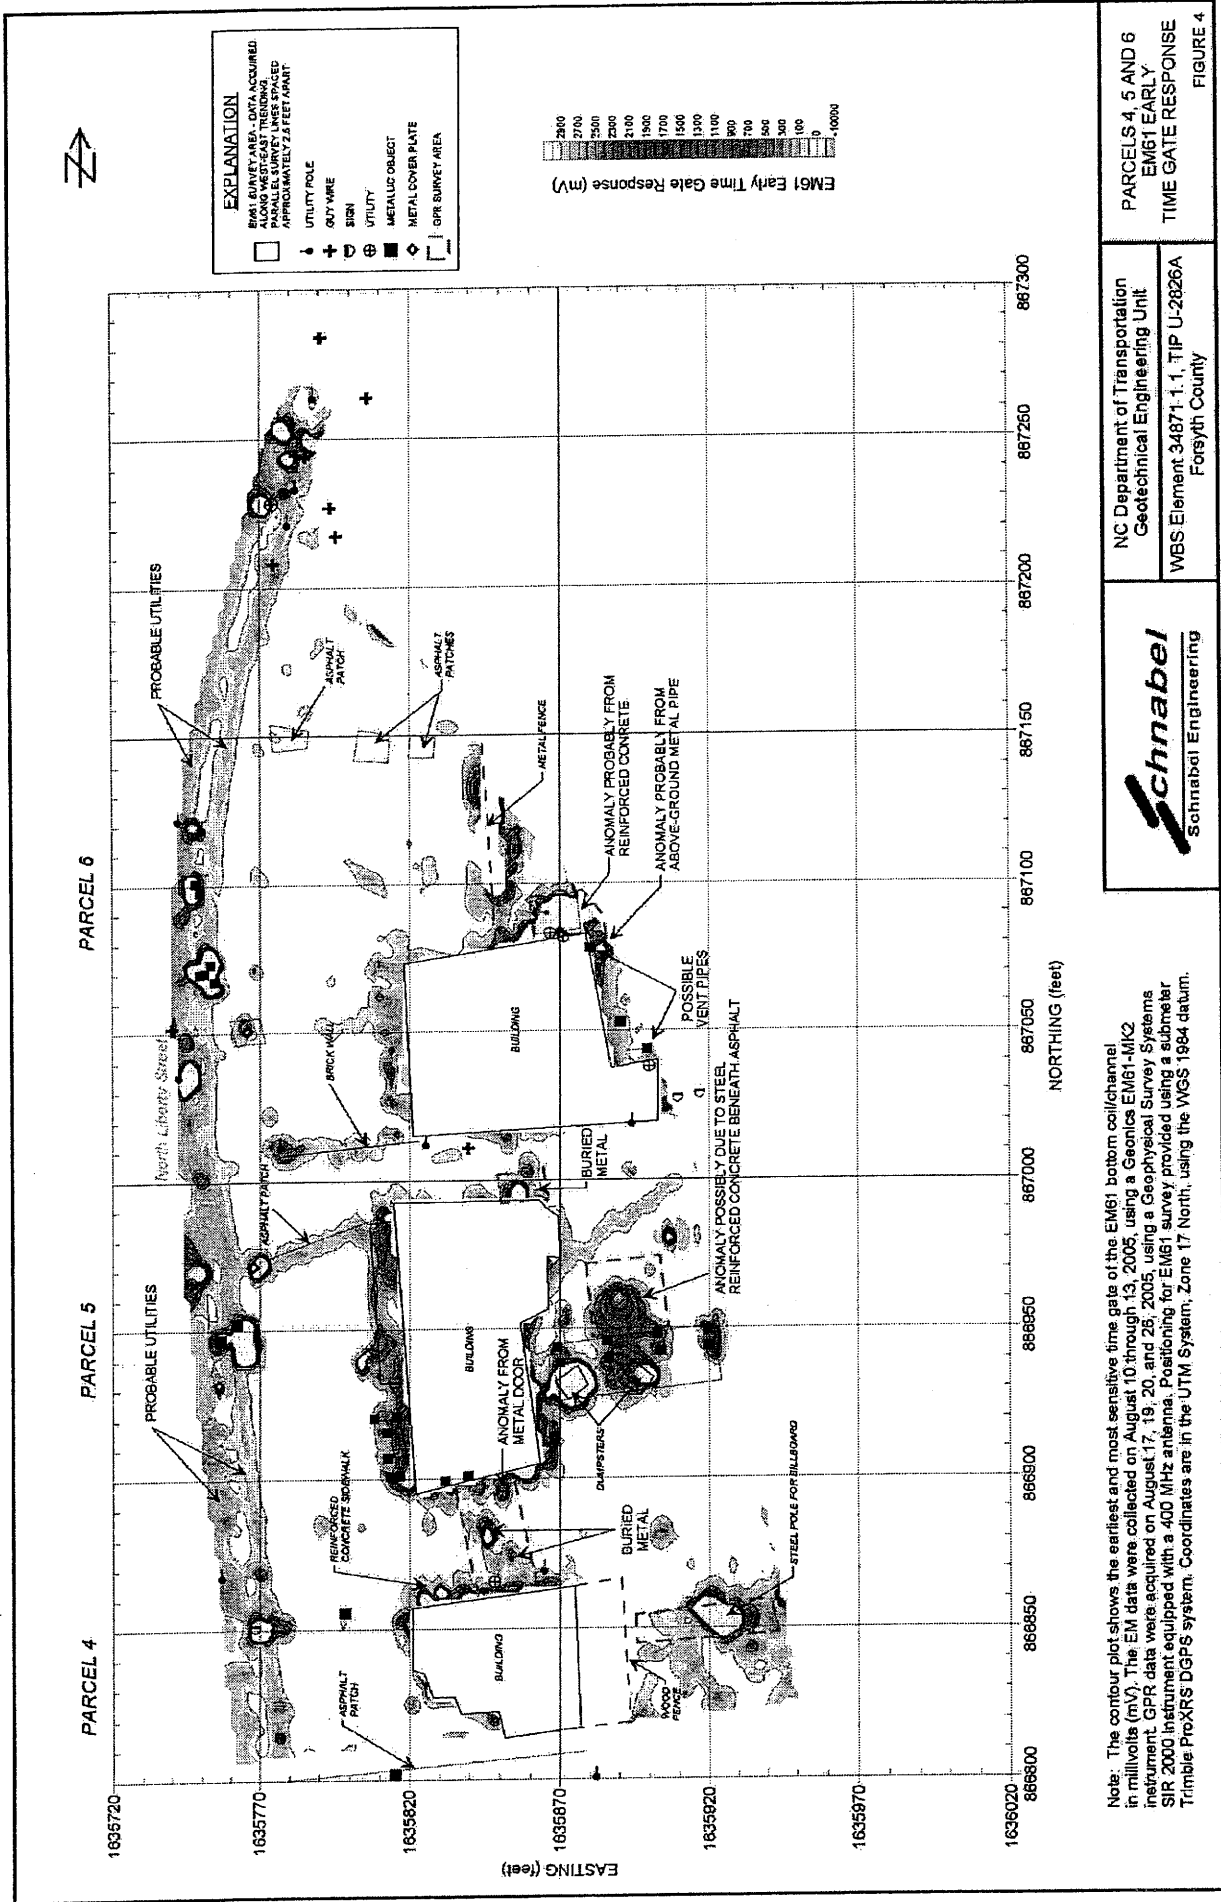 PARCEL 4
PARCEL 5
PARCEL 6
EXPLANATION
EM61 SURVEY AREA - DATA ACQUIRED
ALONG WEST-EAST TRENDING,
PARALLEL SURVEY LINES SPACED
APPROXIMATELY 2.5 FEET APART
UTILITY POLE
GUY WIRE
SIGN
UTILITY
METALLIC OBJECT
METAL COVER PLATE
GPR SURVEY AREA
EM61 Early Time Gate Response (mV)
2900
2700
2500
2300
2100
1900
1700
1500
1300
1100
900
700
500
300
100
0
-10000
PROBABLE UTILITIES
PROBABLE UTILITIES
North Liberty Street
ASPHALT PATCH
BRICK WALL
ASPHALT
PATCH
ASPHALT
PATCHES
METAL FENCE
ANOMALY PROBABLY FROM
REINFORCED CONRETE
ANOMALY PROBABLY FROM
ABOVE-GROUND METAL PIPE
POSSIBLE
VENT PIPES
BUILDING
BUILDING
BUILDING
BURIED
METAL
ANOMALY POSSIBLY DUE TO STEEL
REINFORCED CONCRETE BENEATH ASPHALT
ANOMALY FROM
METAL DOOR
DUMPSTERS
REINFORCED
CONCRETE SIDEWALK
BURIED
METAL
STEEL POLE FOR BILLBOARD
WOOD
FENCE
ASPHALT
PATCH
EASTING (feet)
1635720
1635770
1635820
1635870
1635920
1635970
1636020
866800
866850
866900
866950
867000
867050
867100
867150
867200
867250
867300
NORTHING (feet)
Note: The contour plot shows the earliest and most sensitive time gate of the EM61 bottom coil/channel
in millivolts (mV). The EM data were collected on August 10 through 13, 2005, using a Geonics EM61-MK2
instrument. GPR data were acquired on August 17, 19, 20, and 26, 2005, using a Geophysical Survey Systems
SIR 2000 instrument equipped with a 400 MHz antenna. Positioning for EM61 survey provided using a submeter
Trimble ProXRS DGPS system. Coordinates are in the UTM System, Zone 17 North, using the WGS 1984 datum.
Schnabel
Schnabel Engineering
NC Department of Transportation
Geotechnical Engineering Unit
WBS Element 34871.1.1, TIP U-2826A
Forsyth County
PARCELS 4, 5 AND 6
EM61 EARLY
TIME GATE RESPONSE
FIGURE 4